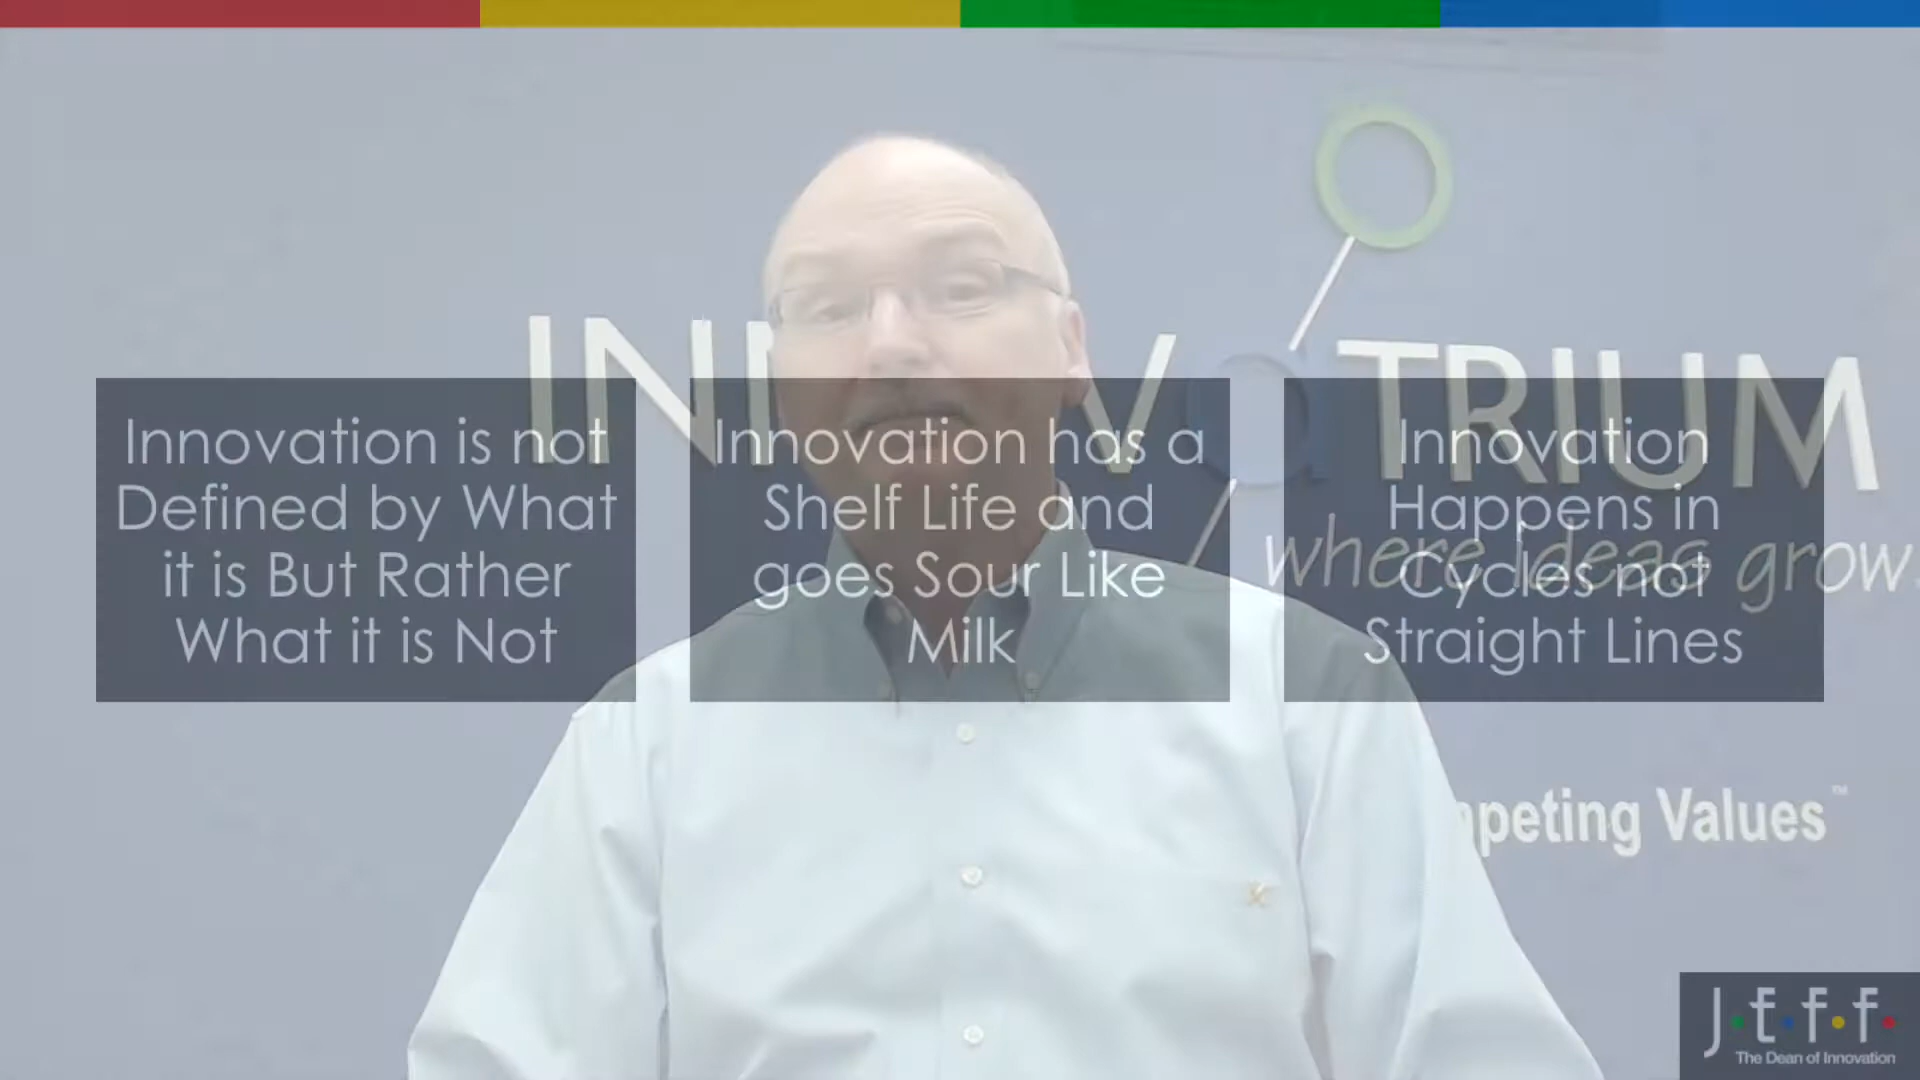 INNOVaTRIUM
where ideas grow.
Innovation is not
Defined by What
it is But Rather
What it is Not
Innovation has a
Shelf Life and
goes Sour Like
Milk
Innovation
Happens in
Cycles not
Straight Lines
peting Values™
J.E.F.F.
The Dean of Innovation